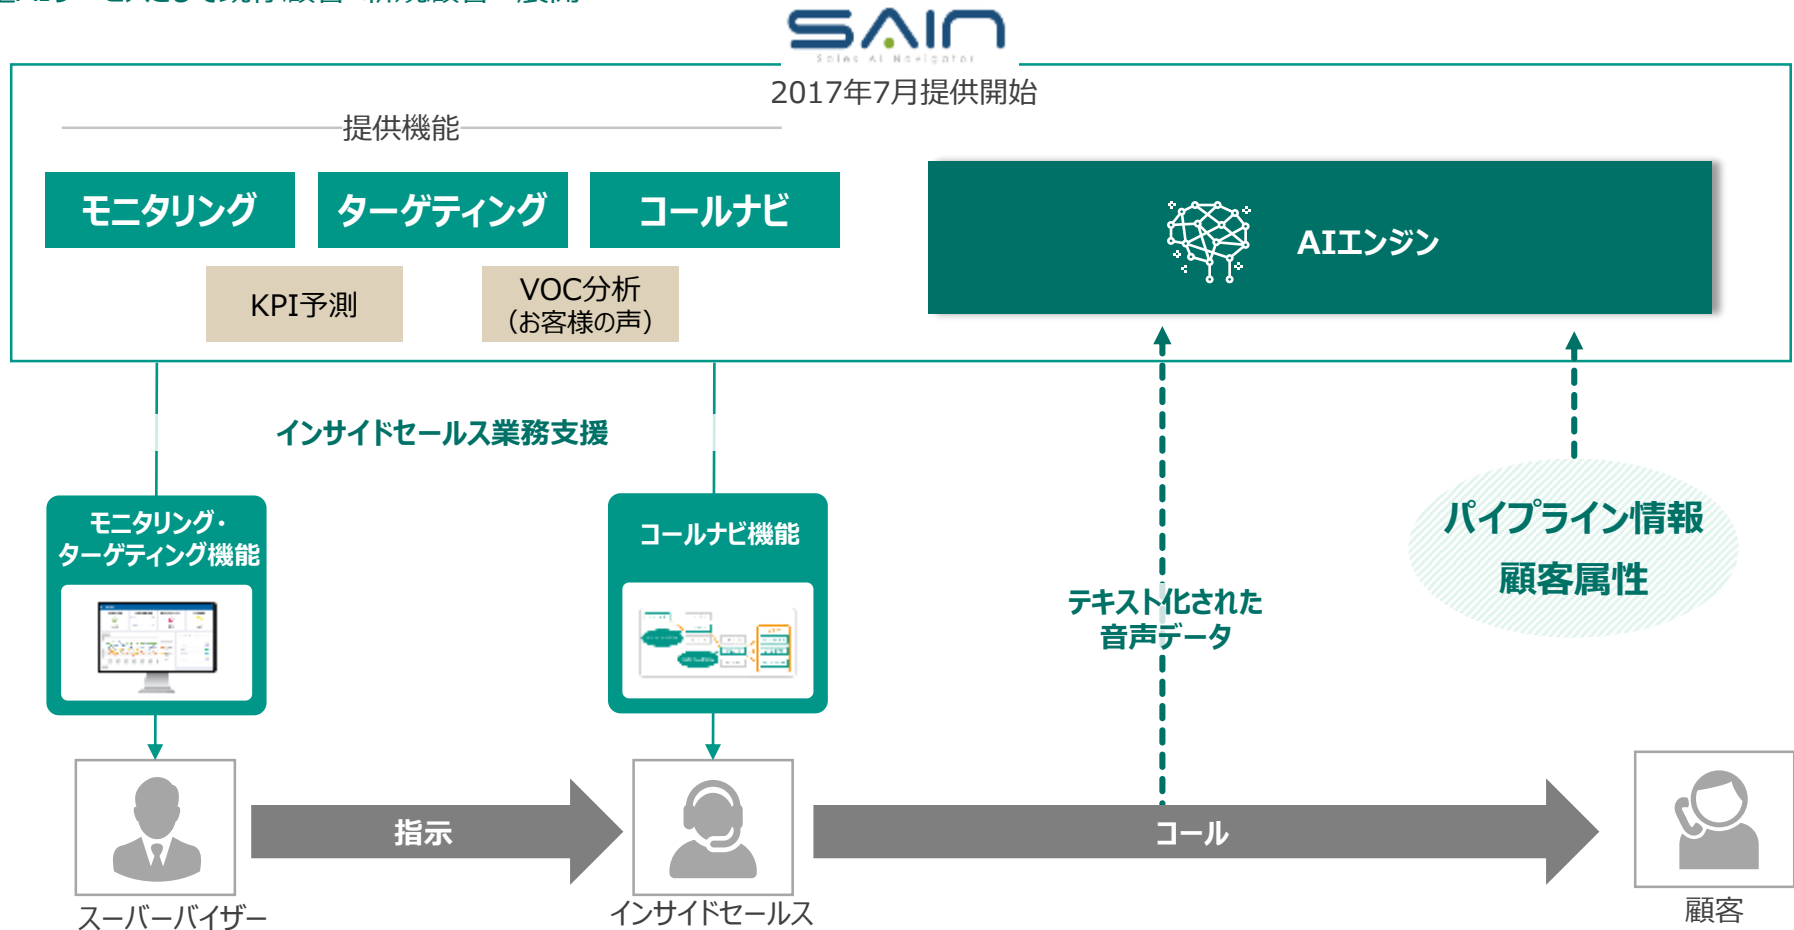 SAIN
Sales AI Navigator
2017年7月提供開始
提供機能
モニタリング
ターゲティング
コールナビ
KPI予測
VOC分析
（お客様の声）
AIエンジン
インサイドセールス業務支援
モニタリング・
ターゲティング機能
コールナビ機能
テキスト化された
音声データ
パイプライン情報
顧客属性
指示
コール
スーパーバイザー
インサイドセールス
顧客